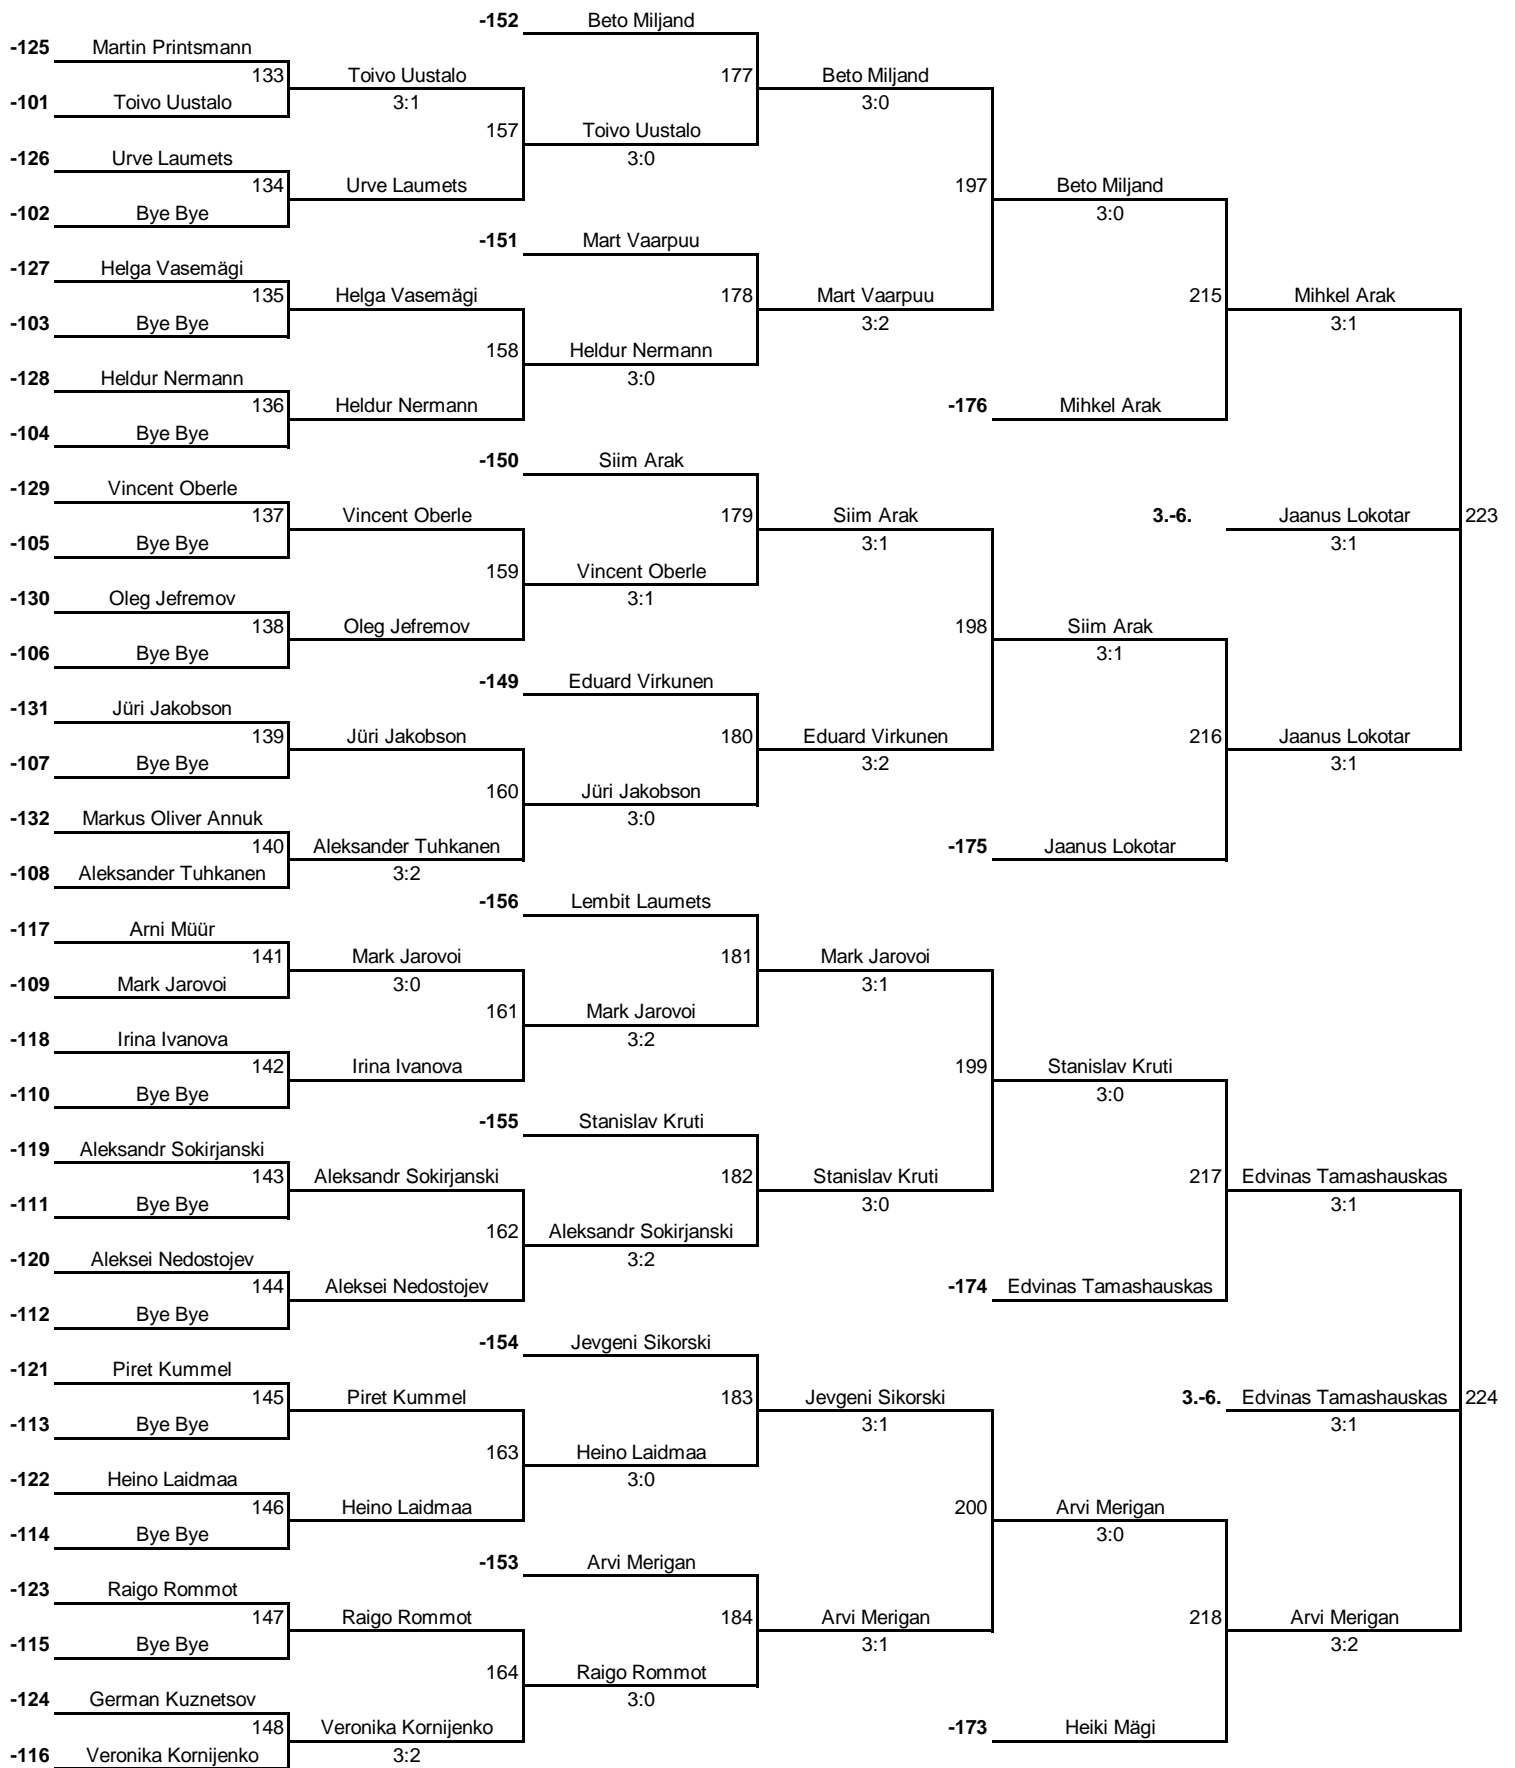 -152 Beto Miljand
-125 Martin Printsmann
133 Toivo Uustalo 177 Beto Miljand
-101 Toivo Uustalo 3:1 3:0
157 Toivo Uustalo
-126 Urve Laumets 3:0
134 Urve Laumets 197 Beto Miljand
-102 Bye Bye 3:0
-151 Mart Vaarpuu
-127 Helga Vasemägi
135 Helga Vasemägi 178 Mart Vaarpuu 215 Mihkel Arak
-103 Bye Bye 3:2 3:1
158 Heldur Nermann
-128 Heldur Nermann 3:0
136 Heldur Nermann -176 Mihkel Arak
-104 Bye Bye
-150 Siim Arak
-129 Vincent Oberle
137 Vincent Oberle 179 Siim Arak 3.-6. Jaanus Lokotar 223
-105 Bye Bye 3:1 3:1
159 Vincent Oberle
-130 Oleg Jefremov 3:1
138 Oleg Jefremov 198 Siim Arak
-106 Bye Bye 3:1
-149 Eduard Virkunen
-131 Jüri Jakobson
139 Jüri Jakobson 180 Eduard Virkunen 216 Jaanus Lokotar
-107 Bye Bye 3:2 3:1
160 Jüri Jakobson
-132 Markus Oliver Annuk 3:0
140 Aleksander Tuhkanen -175 Jaanus Lokotar
-108 Aleksander Tuhkanen 3:2
-156 Lembit Laumets
-117 Arni Müür
141 Mark Jarovoi 181 Mark Jarovoi
-109 Mark Jarovoi 3:0 3:1
161 Mark Jarovoi
-118 Irina Ivanova 3:2
142 Irina Ivanova 199 Stanislav Kruti
-110 Bye Bye 3:0
-155 Stanislav Kruti
-119 Aleksandr Sokirjanski
143 Aleksandr Sokirjanski 182 Stanislav Kruti 217 Edvinas Tamashauskas
-111 Bye Bye 3:0 3:1
162 Aleksandr Sokirjanski
-120 Aleksei Nedostojev 3:2
144 Aleksei Nedostojev -174 Edvinas Tamashauskas
-112 Bye Bye
-154 Jevgeni Sikorski
-121 Piret Kummel
145 Piret Kummel 183 Jevgeni Sikorski 3.-6. Edvinas Tamashauskas 224
-113 Bye Bye 3:1 3:1
163 Heino Laidmaa
-122 Heino Laidmaa 3:0
146 Heino Laidmaa 200 Arvi Merigan
-114 Bye Bye 3:0
-153 Arvi Merigan
-123 Raigo Rommot
147 Raigo Rommot 184 Arvi Merigan 218 Arvi Merigan
-115 Bye Bye 3:1 3:2
164 Raigo Rommot
-124 German Kuznetsov 3:0
148 Veronika Kornijenko -173 Heiki Mägi
-116 Veronika Kornijenko 3:2